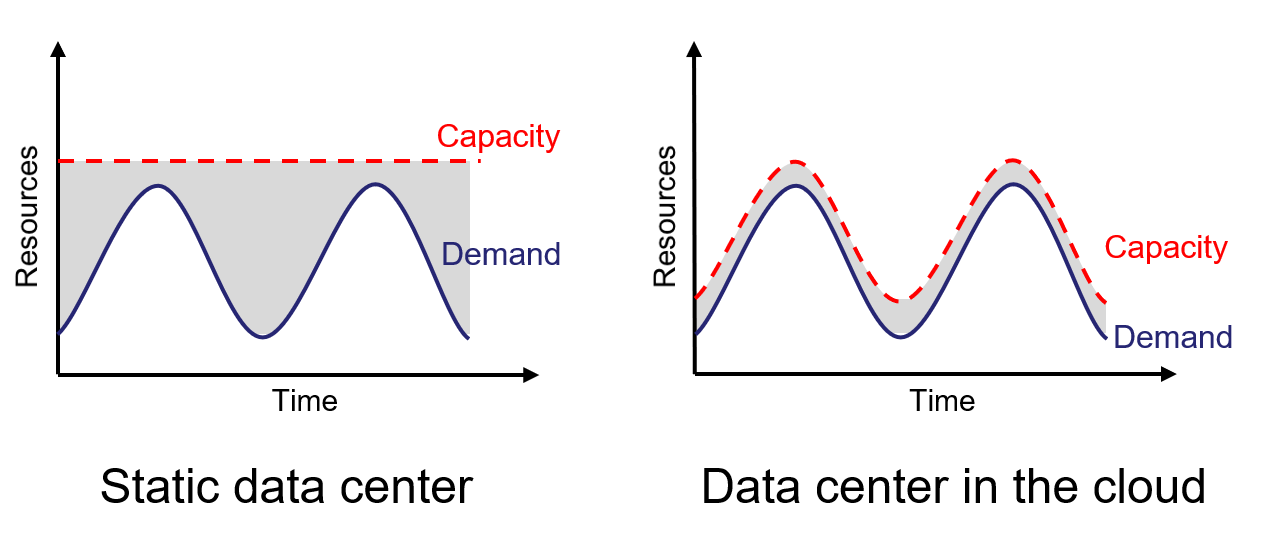 Capacity
Demand
Resources
Time
Static data center
Capacity
Demand
Resources
Time
Data center in the cloud